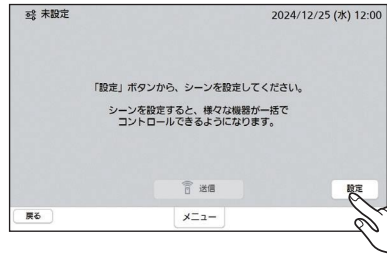 未設定
2024/12/25 (水) 12:00
「設定」ボタンから、シーンを設定してください。
シーンを設定すると、様々な機器が一括で
コントロールできるようになります。
送信
設定
戻る
メニュー